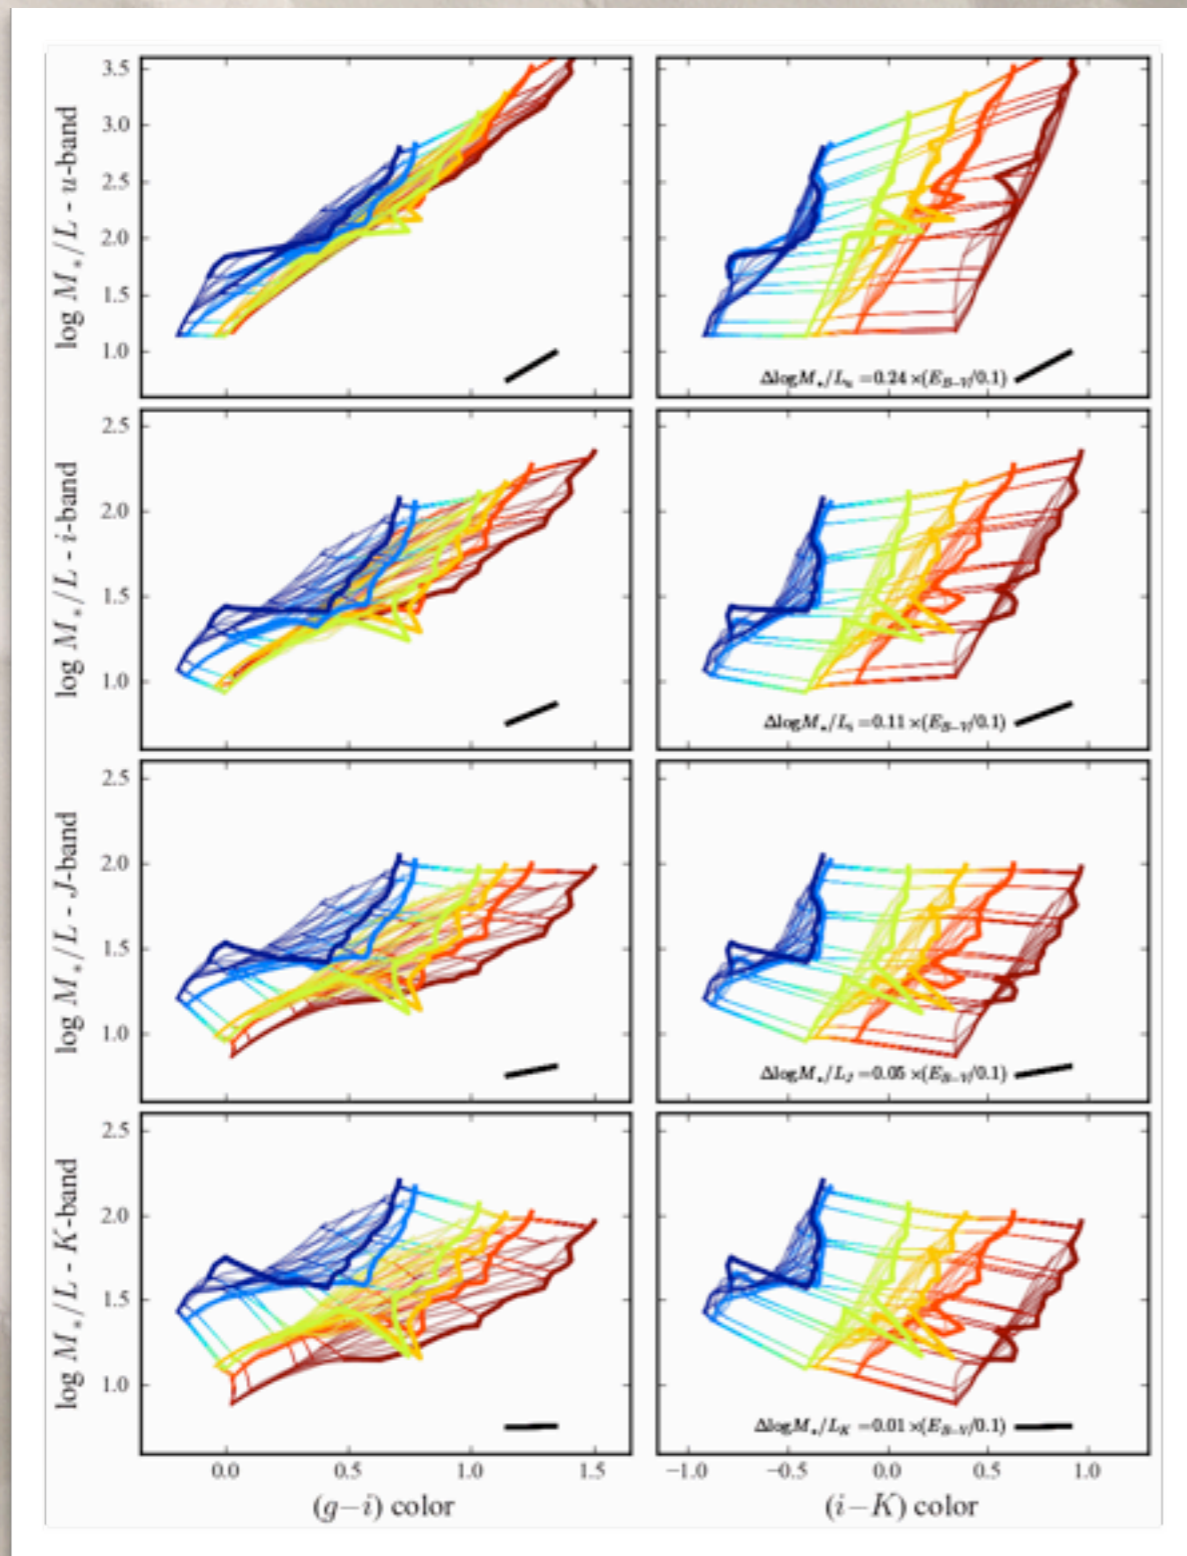 log M*/L - u-band
3.5
3.0
2.5
2.0
1.5
1.0
ΔlogM*/Lu =0.24 ×(EB−V/0.1)
log M*/L - i-band
2.5
2.0
1.5
1.0
ΔlogM*/Li =0.11 ×(EB−V/0.1)
log M*/L - J-band
2.5
2.0
1.5
1.0
ΔlogM*/LJ =0.05 ×(EB−V/0.1)
log M*/L - K-band
2.5
2.0
1.5
1.0
ΔlogM*/LK =0.01 ×(EB−V/0.1)
0.0 0.5 1.0 1.5
−1.0 −0.5 0.0 0.5 1.0
(g−i) color
(i−K) color